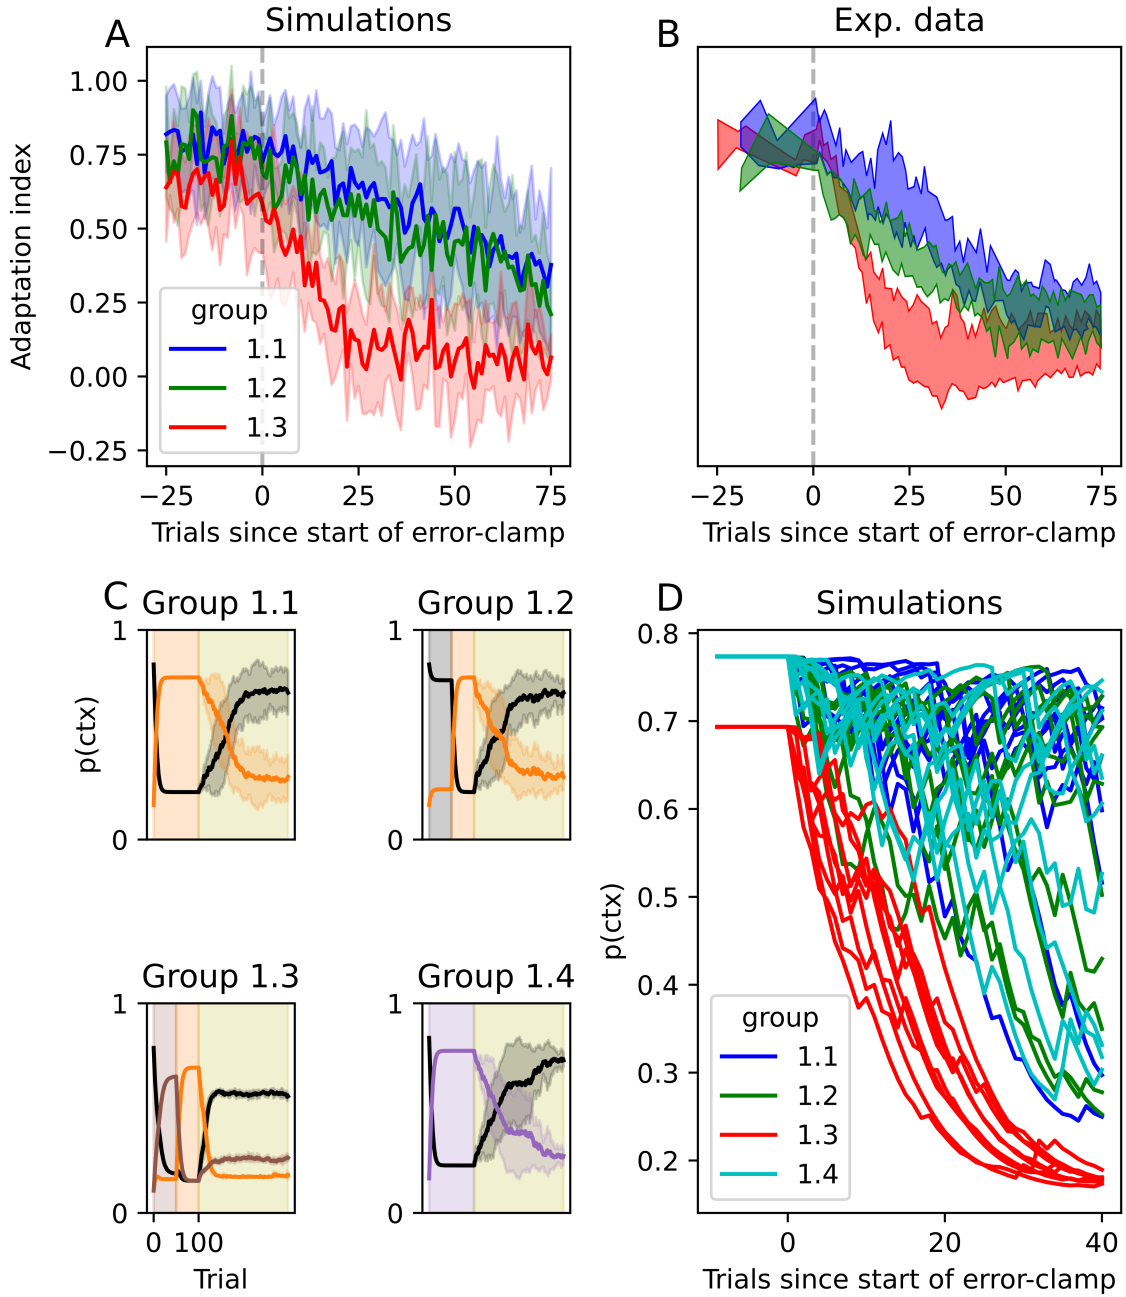 A Simulations
Adaptation index
1.00
0.75
0.50
0.25
0.00
−0.25
group
1.1
1.2
1.3
−25 0 25 50 75
Trials since start of error-clamp
B Exp. data
−25 0 25 50 75
Trials since start of error-clamp
C Group 1.1
p(ctx)
1
0
Group 1.2
1
0
Group 1.3
1
0
0 100
Trial
Group 1.4
1
0
D Simulations
p(ctx)
0.8
0.7
0.6
0.5
0.4
0.3
0.2
group
1.1
1.2
1.3
1.4
0 20 40
Trials since start of error-clamp